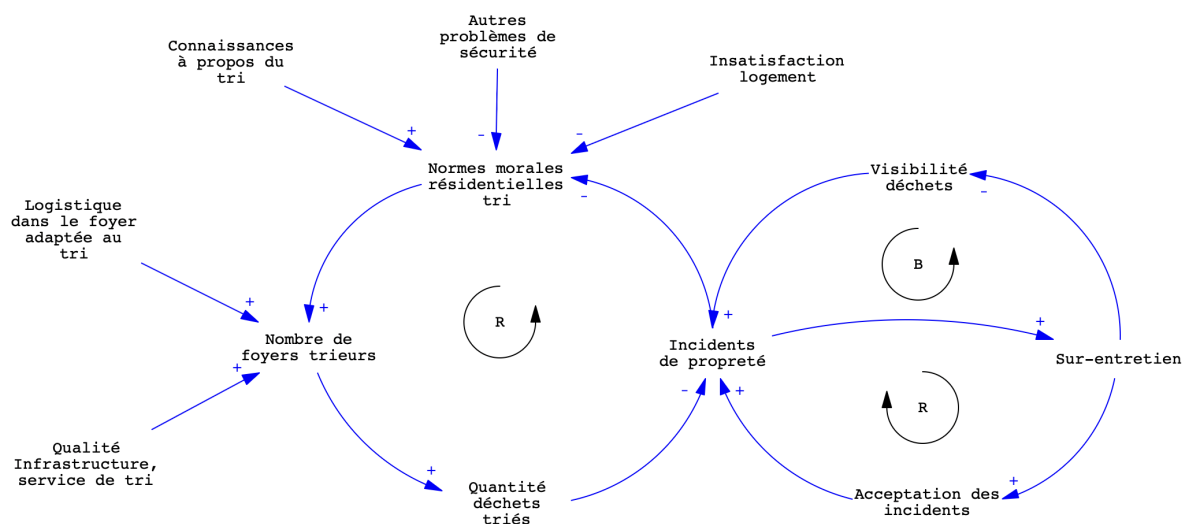 Autres
problèmes de
sécurité
Connaissances
à propos du
tri
Insatisfaction
logement
+
-
-
Normes morales
résidentielles
tri
-
Visibilité
déchets
-
Logistique
dans le foyer
adaptée au
tri
B
+
+
R
+
+
Nombre de
foyers trieurs
Incidents
de propreté
Sur-entretien
+
-
+
R
Qualité
Infrastructure,
service de tri
+
+
Quantité
déchets
triés
Acceptation des
incidents